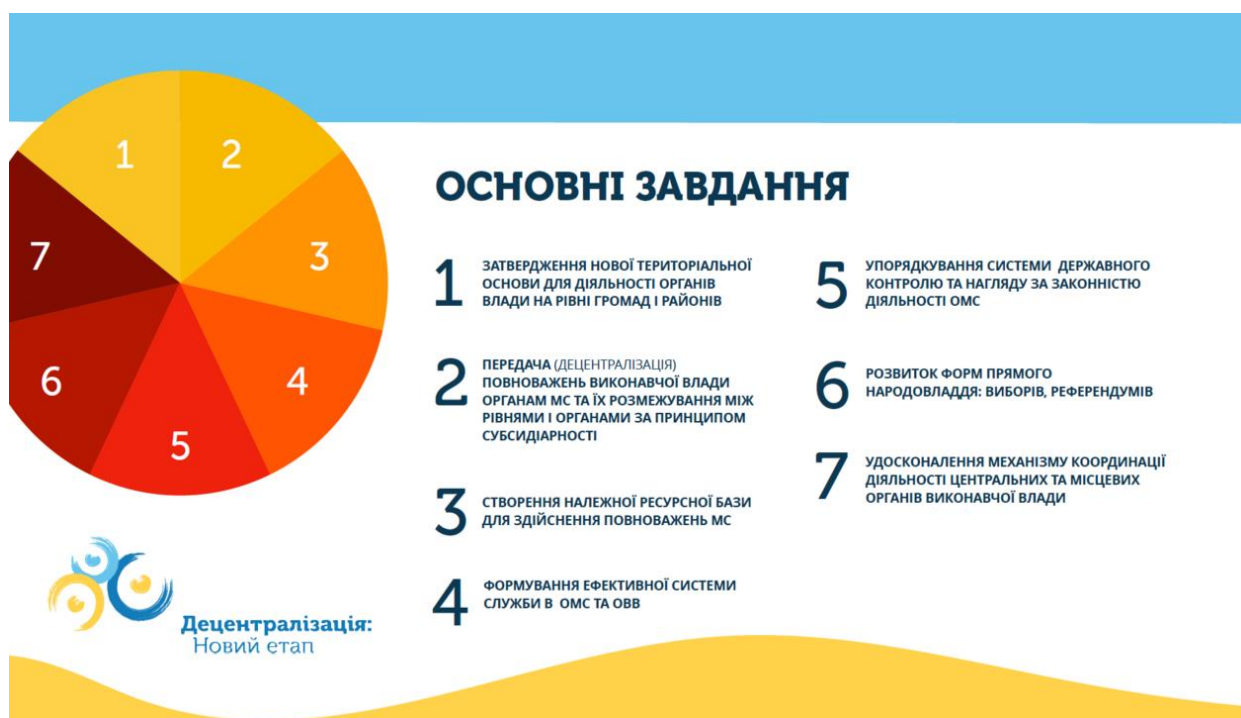 1
2
3
4
5
6
7
ОСНОВНІ ЗАВДАННЯ
1
ЗАТВЕРДЖЕННЯ НОВОЇ ТЕРИТОРІАЛЬНОЇ
ОСНОВИ ДЛЯ ДІЯЛЬНОСТІ ОРГАНІВ
ВЛАДИ НА РІВНІ ГРОМАД І РАЙОНІВ
2
ПЕРЕДАЧА (ДЕЦЕНТРАЛІЗАЦІЯ)
ПОВНОВАЖЕНЬ ВИКОНАВЧОЇ ВЛАДИ
ОРГАНАМ МС ТА ЇХ РОЗМЕЖУВАННЯ МІЖ
РІВНЯМИ І ОРГАНАМИ ЗА ПРИНЦИПОМ
СУБСИДІАРНОСТІ
3
СТВОРЕННЯ НАЛЕЖНОЇ РЕСУРСНОЇ БАЗИ
ДЛЯ ЗДІЙСНЕННЯ ПОВНОВАЖЕНЬ МС
4
ФОРМУВАННЯ ЕФЕКТИВНОЇ СИСТЕМИ
СЛУЖБИ В ОМС ТА ОВВ
5
УПОРЯДКУВАННЯ СИСТЕМИ ДЕРЖАВНОГО
КОНТРОЛЮ ТА НАГЛЯДУ ЗА ЗАКОННІСТЮ
ДІЯЛЬНОСТІ ОМС
6
РОЗВИТОК ФОРМ ПРЯМОГО
НАРОДОВЛАДДЯ: ВИБОРІВ, РЕФЕРЕНДУМІВ
7
УДОСКОНАЛЕННЯ МЕХАНІЗМУ КООРДИНАЦІЇ
ДІЯЛЬНОСТІ ЦЕНТРАЛЬНИХ ТА МІСЦЕВИХ
ОРГАНІВ ВИКОНАВЧОЇ ВЛАДИ
Децентралізація:
Новий етап